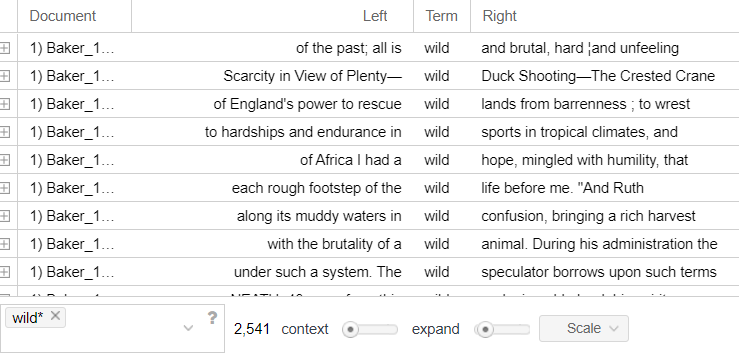 Document Left Term Right
1) Baker_1... of the past; all is wild and brutal, hard ¦and unfeeling
1) Baker_1... Scarcity in View of Plenty— wild Duck Shooting—The Crested Crane
1) Baker_1... of England's power to rescue wild lands from barrenness ; to wrest
1) Baker_1... to hardships and endurance in wild sports in tropical climates, and
1) Baker_1... of Africa I had a wild hope, mingled with humility, that
1) Baker_1... each rough footstep of the wild life before me. "And Ruth
1) Baker_1... along its muddy waters in wild confusion, bringing a rich harvest
1) Baker_1... with the brutality of a wild animal. During his administration the
1) Baker_1... under such a system. The wild speculator borrows upon such terms
wild* ? 2,541 context expand Scale